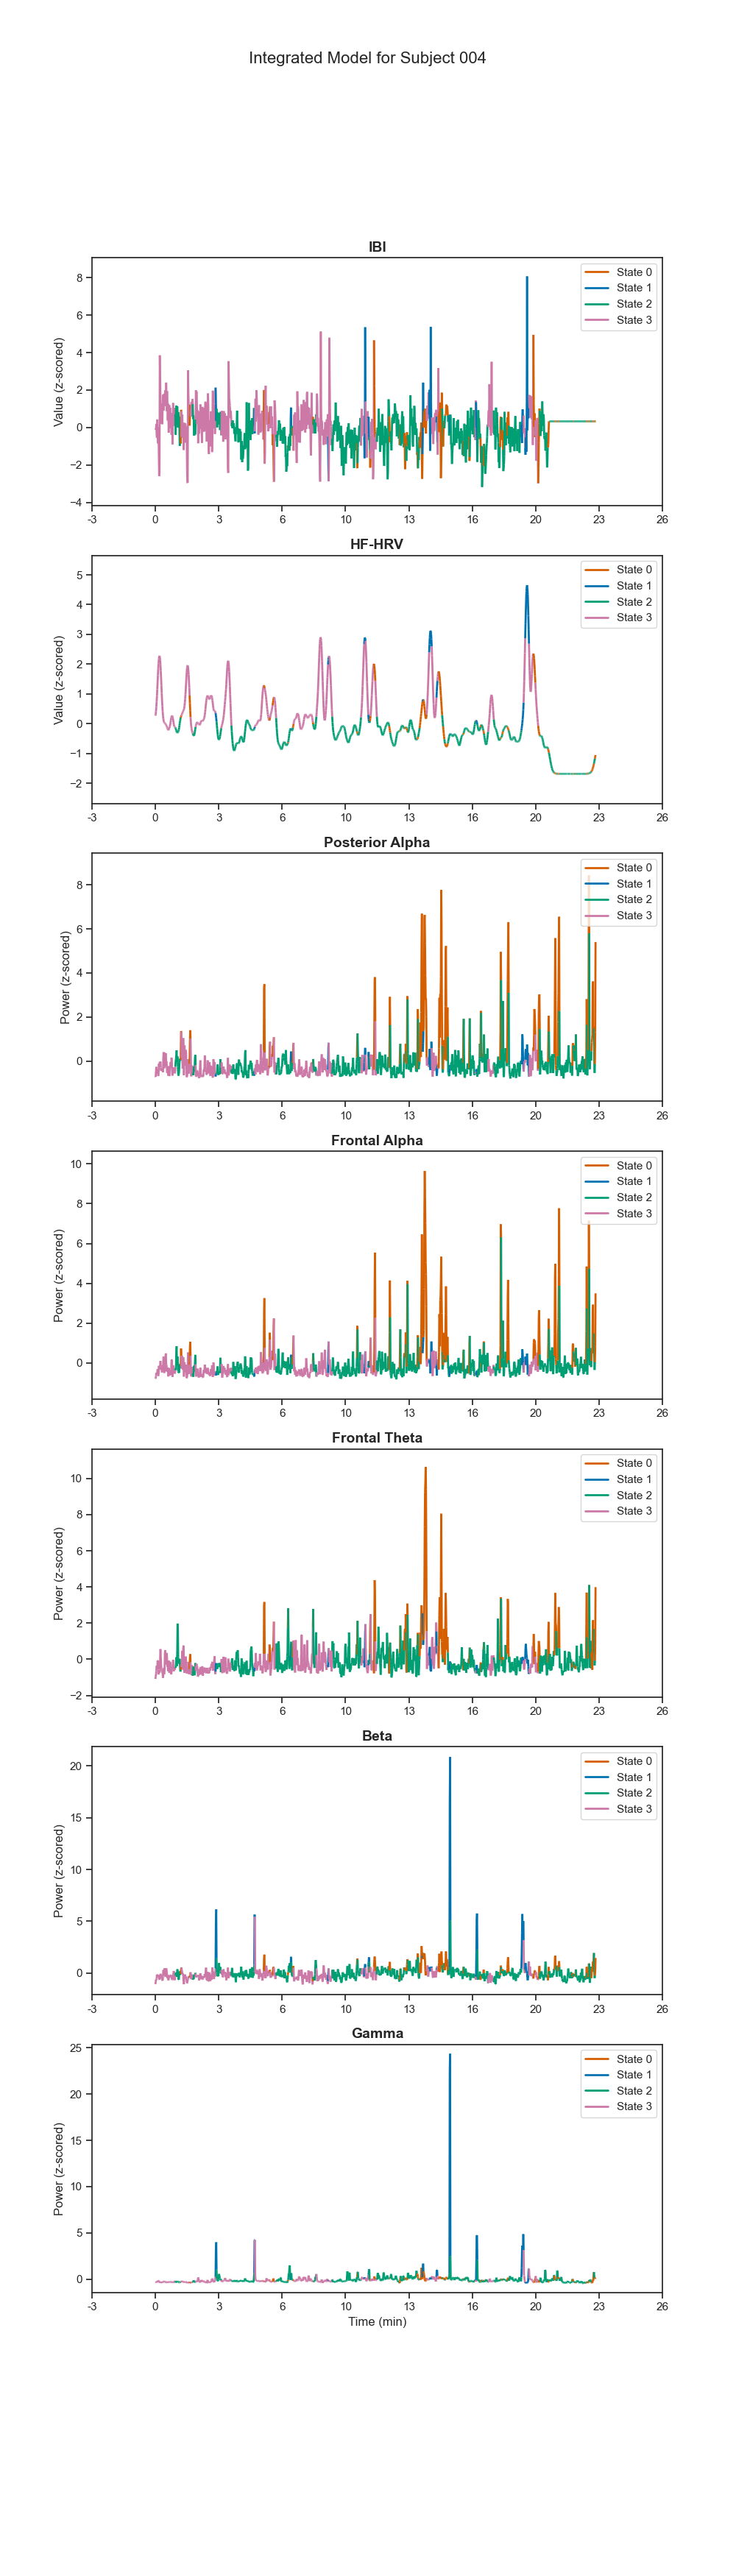 Integrated Model for Subject 004
IBI
State 0
State 1
State 2
State 3
Value (z-scored)
8
6
4
2
0
−2
−4
-3 0 3 6 10 13 16 20 23 26
HF-HRV
State 0
State 1
State 2
State 3
Value (z-scored)
5
4
3
2
1
0
−1
−2
-3 0 3 6 10 13 16 20 23 26
Posterior Alpha
State 0
State 1
State 2
State 3
Power (z-scored)
8
6
4
2
0
-3 0 3 6 10 13 16 20 23 26
Frontal Alpha
State 0
State 1
State 2
State 3
Power (z-scored)
10
8
6
4
2
0
-3 0 3 6 10 13 16 20 23 26
Frontal Theta
State 0
State 1
State 2
State 3
Power (z-scored)
10
8
6
4
2
0
−2
-3 0 3 6 10 13 16 20 23 26
Beta
State 0
State 1
State 2
State 3
Power (z-scored)
20
15
10
5
0
-3 0 3 6 10 13 16 20 23 26
Gamma
State 0
State 1
State 2
State 3
Power (z-scored)
25
20
15
10
5
0
-3 0 3 6 10 13 16 20 23 26
Time (min)